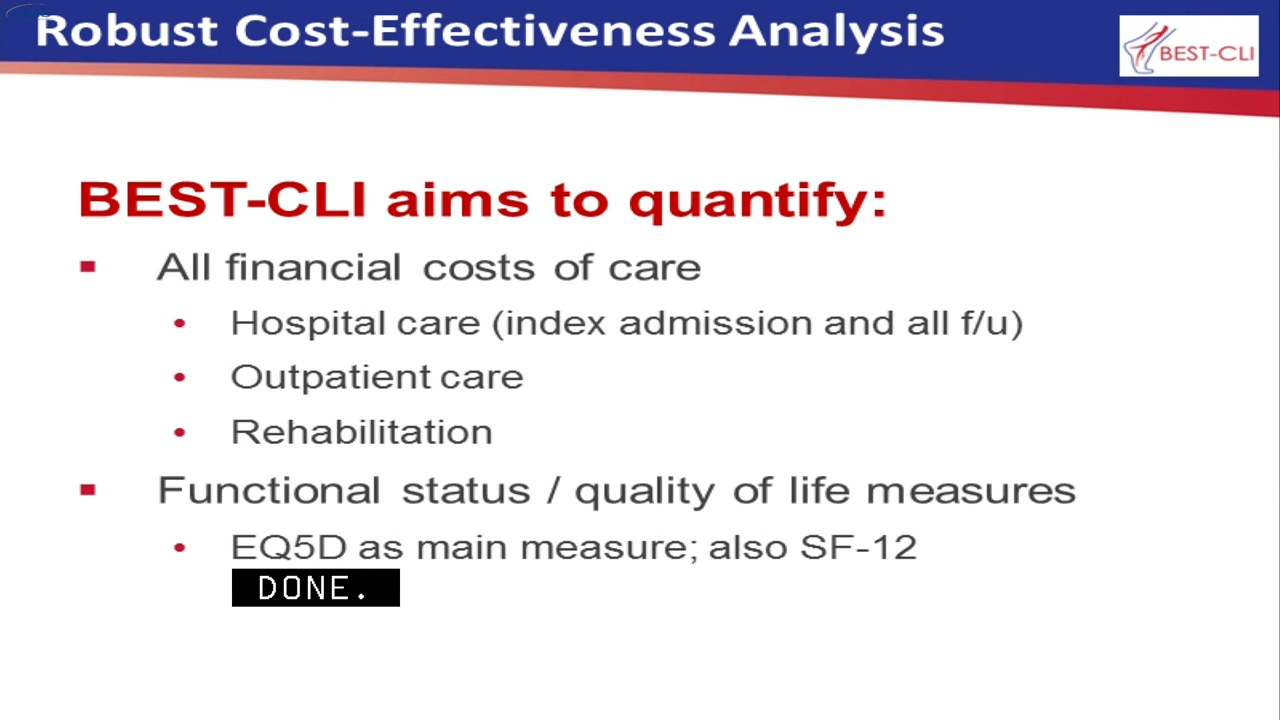 Robust Cost-Effectiveness Analysis
BEST-CLI
BEST-CLI aims to quantify:
All financial costs of care
Hospital care (index admission and all f/u)
Outpatient care
Rehabilitation
Functional status / quality of life measures
EQ5D as main measure; also SF-12
DONE.